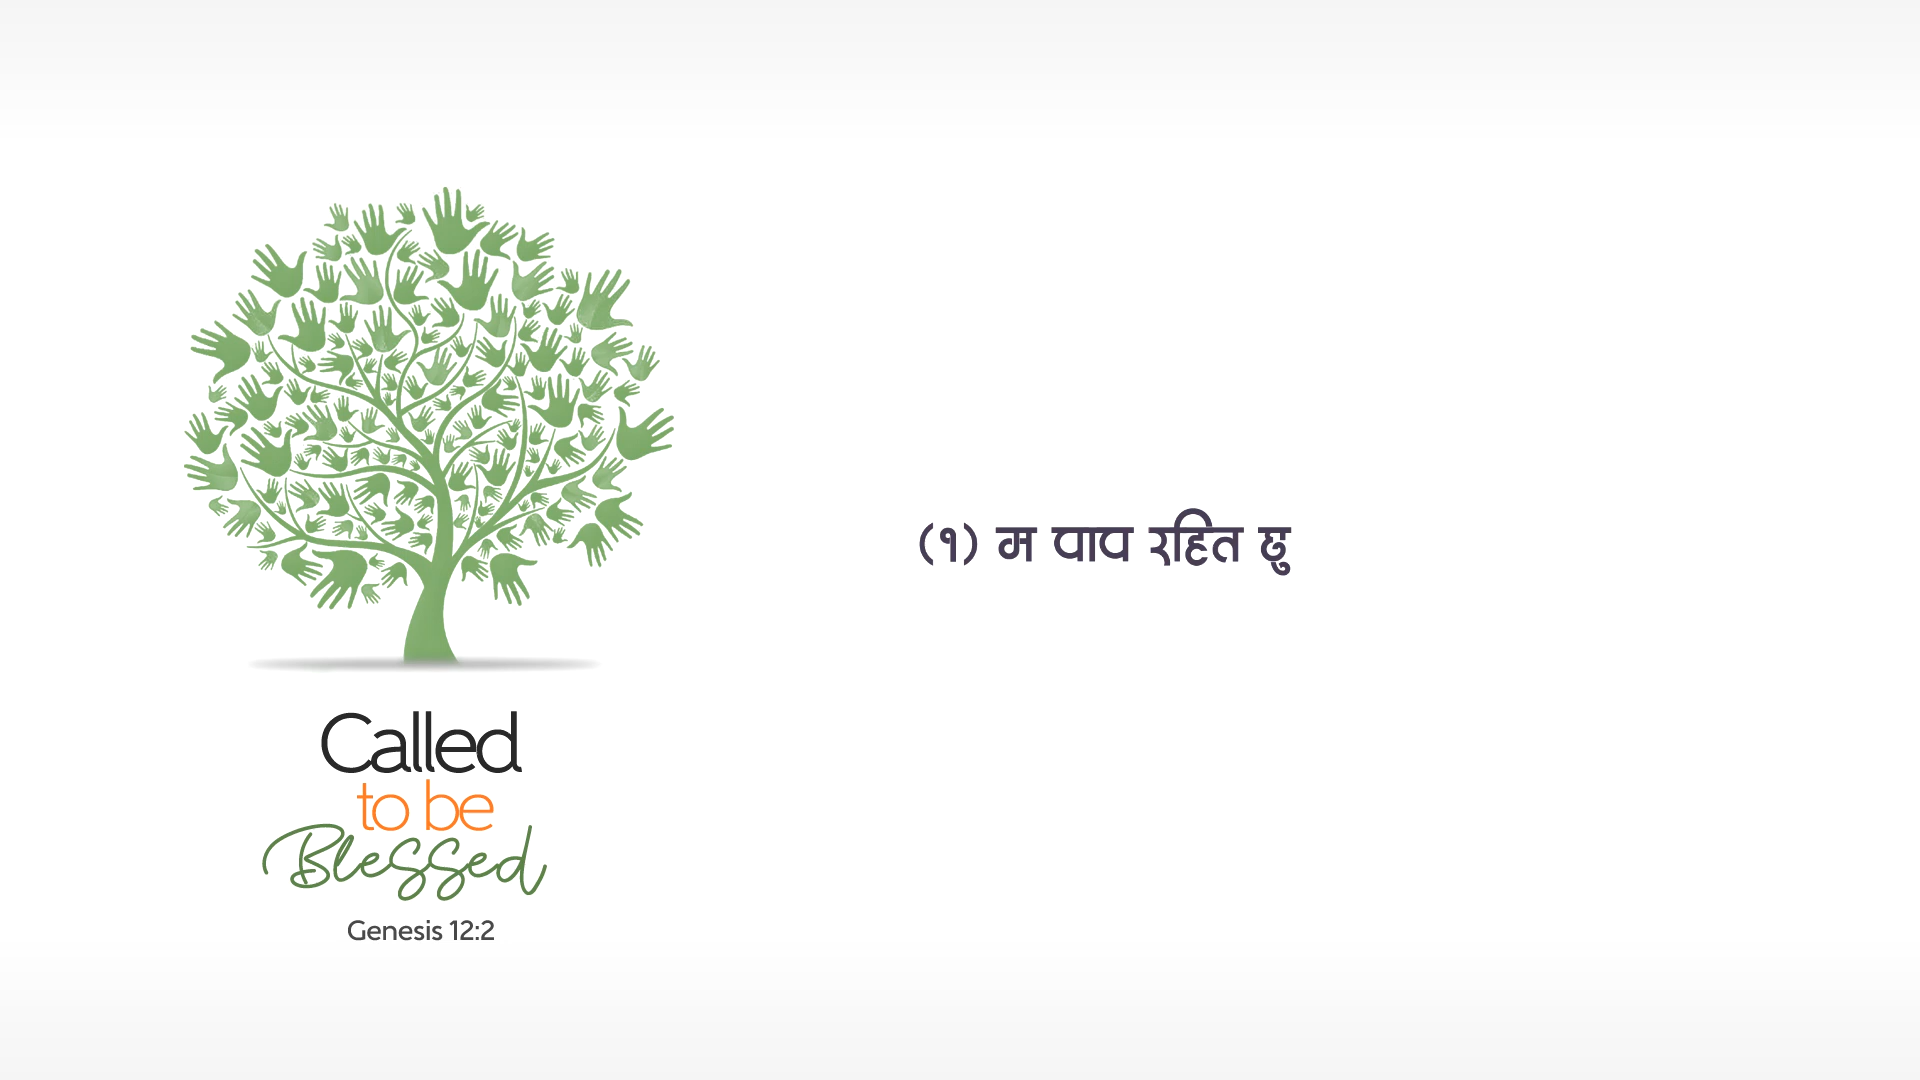 Called
to be
Blessed
Genesis 12:2
(१) म पाप रहित छु